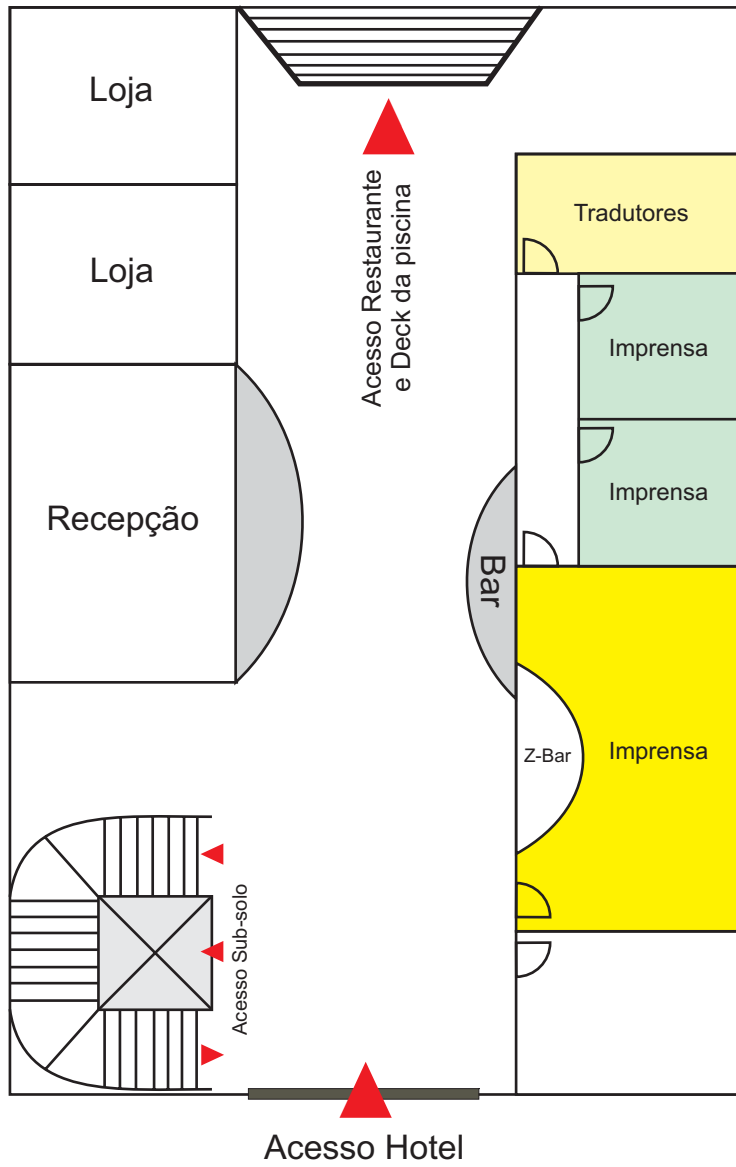 Loja
Acesso Restaurante
e Deck da piscina
Tradutores
Loja
Imprensa
Imprensa
Recepção
Bar
Z-Bar
Imprensa
Acesso Sub-solo
Acesso Hotel